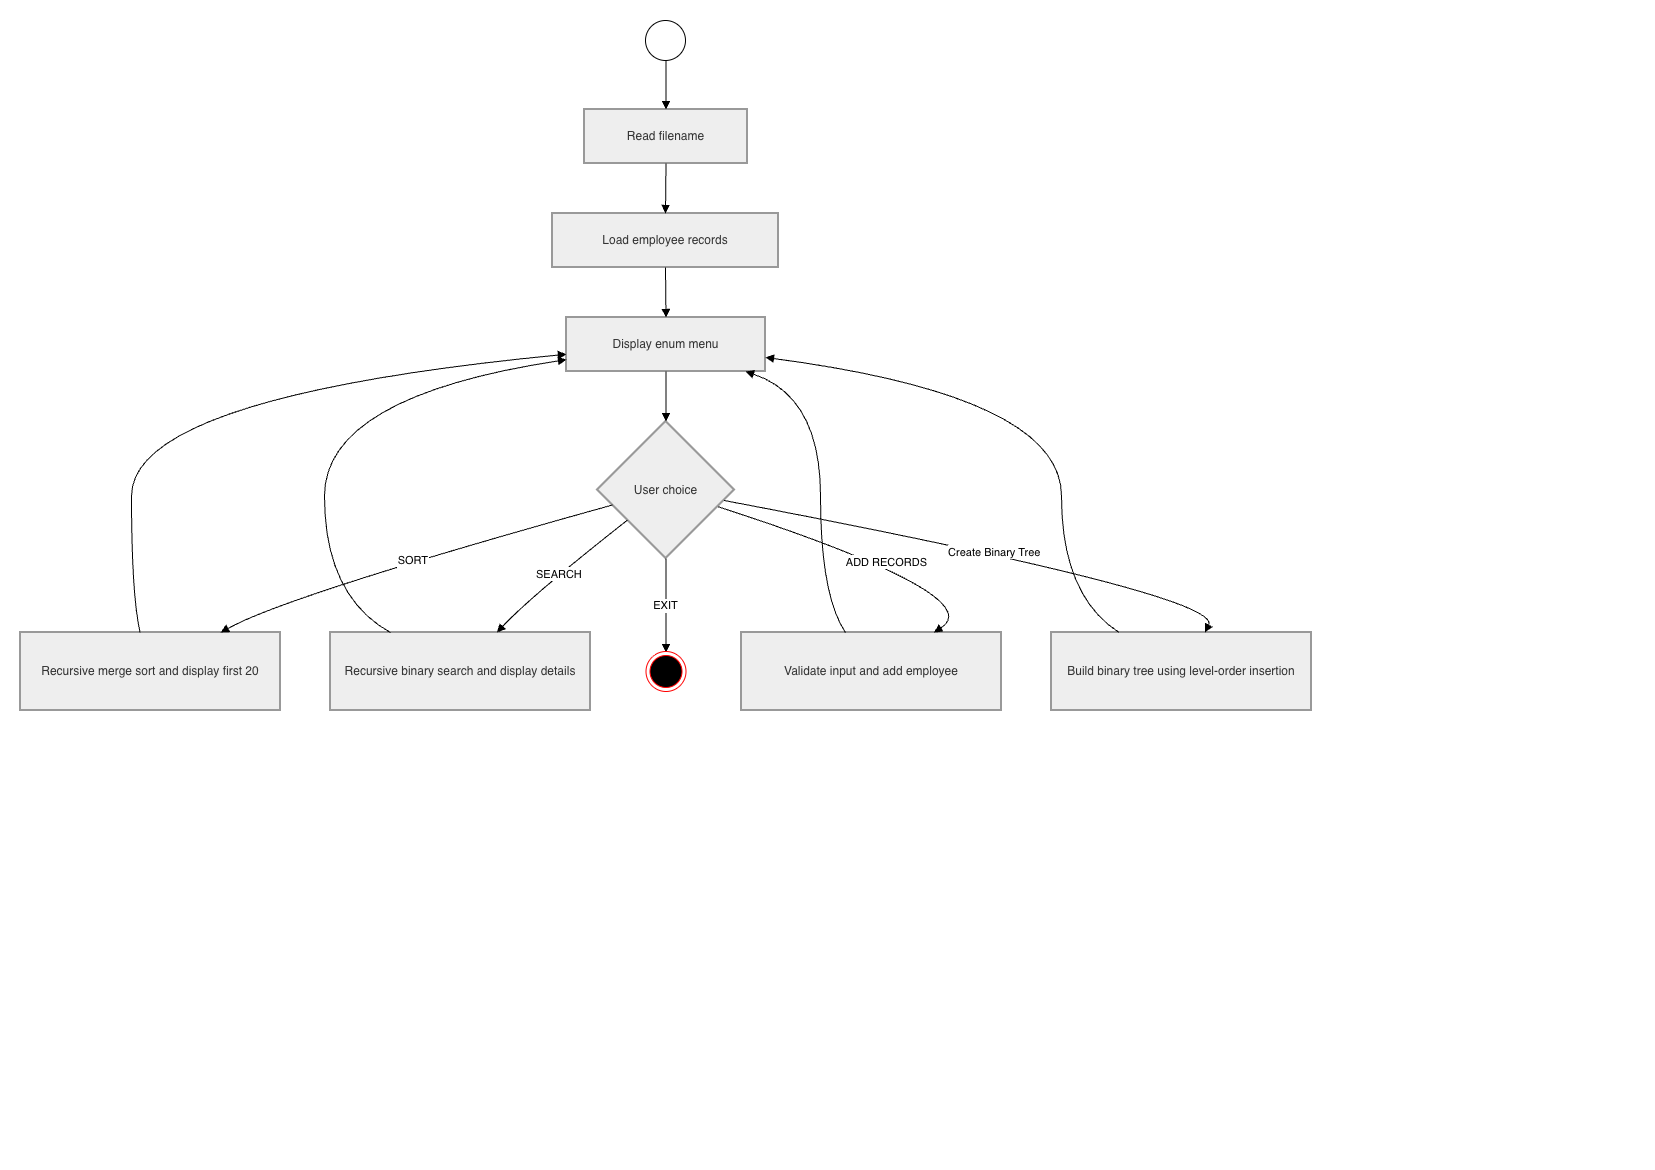 Read filename
Load employee records
Display enum menu
User choice
SORT
SEARCH
EXIT
ADD RECORDS
Create Binary Tree
Recursive merge sort and display first 20
Recursive binary search and display details
Validate input and add employee
Build binary tree using level-order insertion